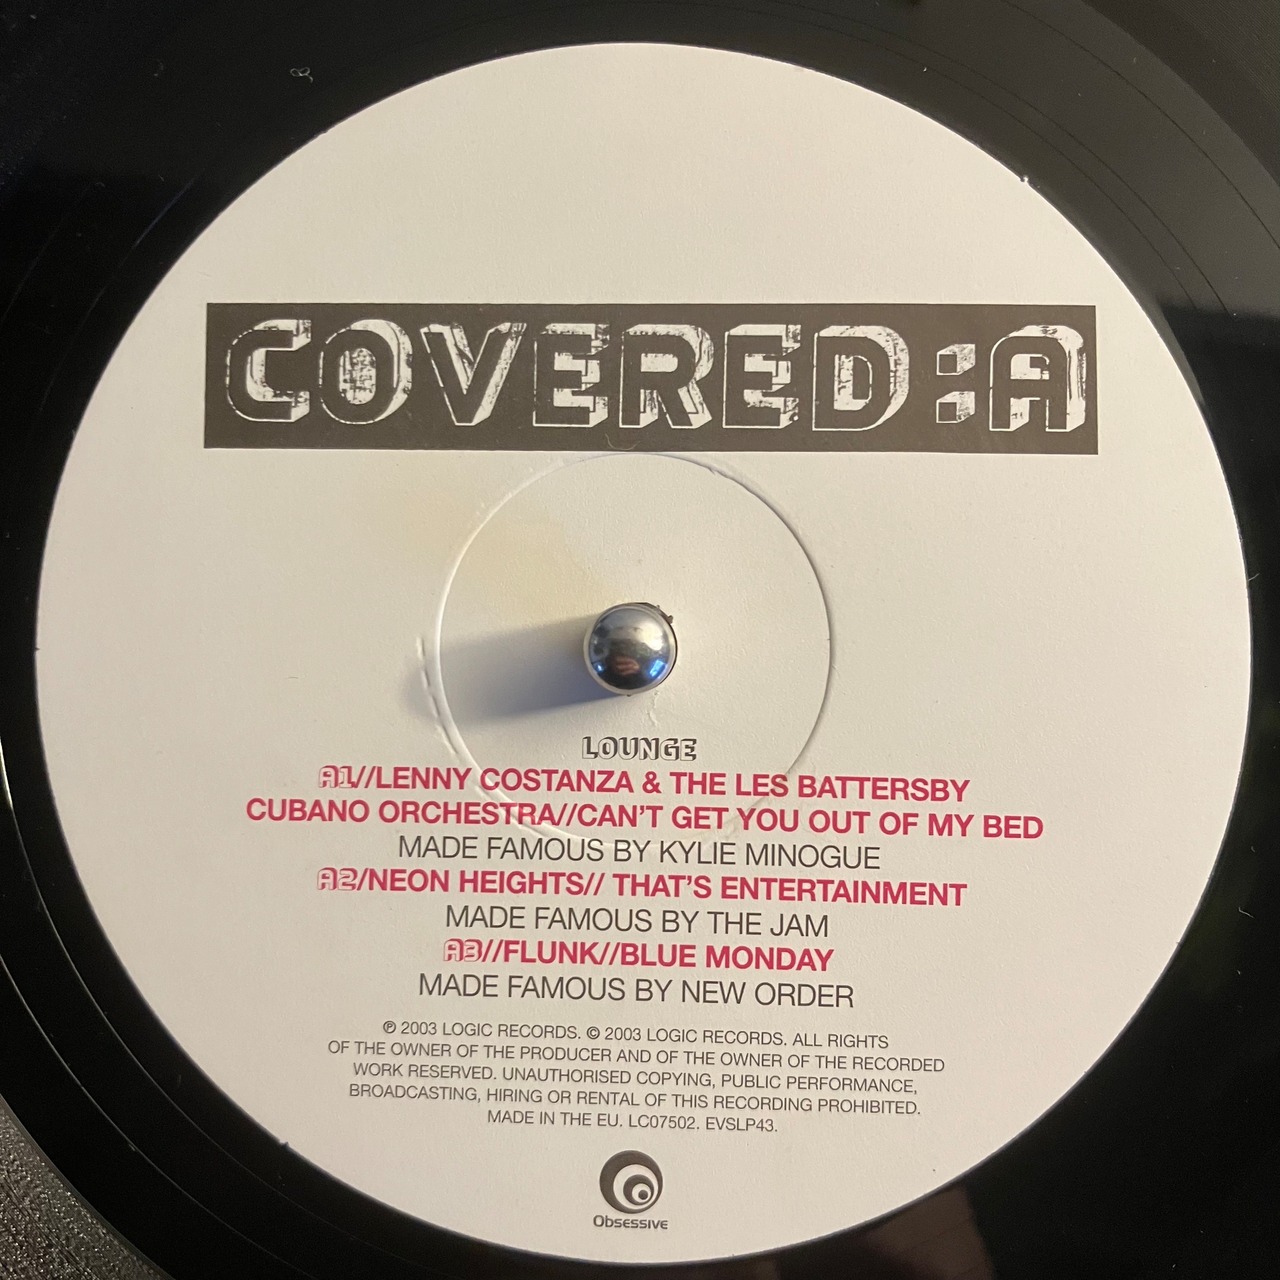 COVERED:A
LOUNGE
A1//LENNY COSTANZA & THE LES BATTERSBY
CUBANO ORCHESTRA//CAN'T GET YOU OUT OF MY BED
MADE FAMOUS BY KYLIE MINOGUE
A2/NEON HEIGHTS// THAT'S ENTERTAINMENT
MADE FAMOUS BY THE JAM
A3//FLUNK//BLUE MONDAY
MADE FAMOUS BY NEW ORDER
℗ 2003 LOGIC RECORDS. © 2003 LOGIC RECORDS. ALL RIGHTS
OF THE OWNER OF THE PRODUCER AND OF THE OWNER OF THE RECORDED
WORK RESERVED. UNAUTHORISED COPYING, PUBLIC PERFORMANCE,
BROADCASTING, HIRING OR RENTAL OF THIS RECORDING PROHIBITED.
MADE IN THE EU. LC07502. EVSLP43.
Obsessive